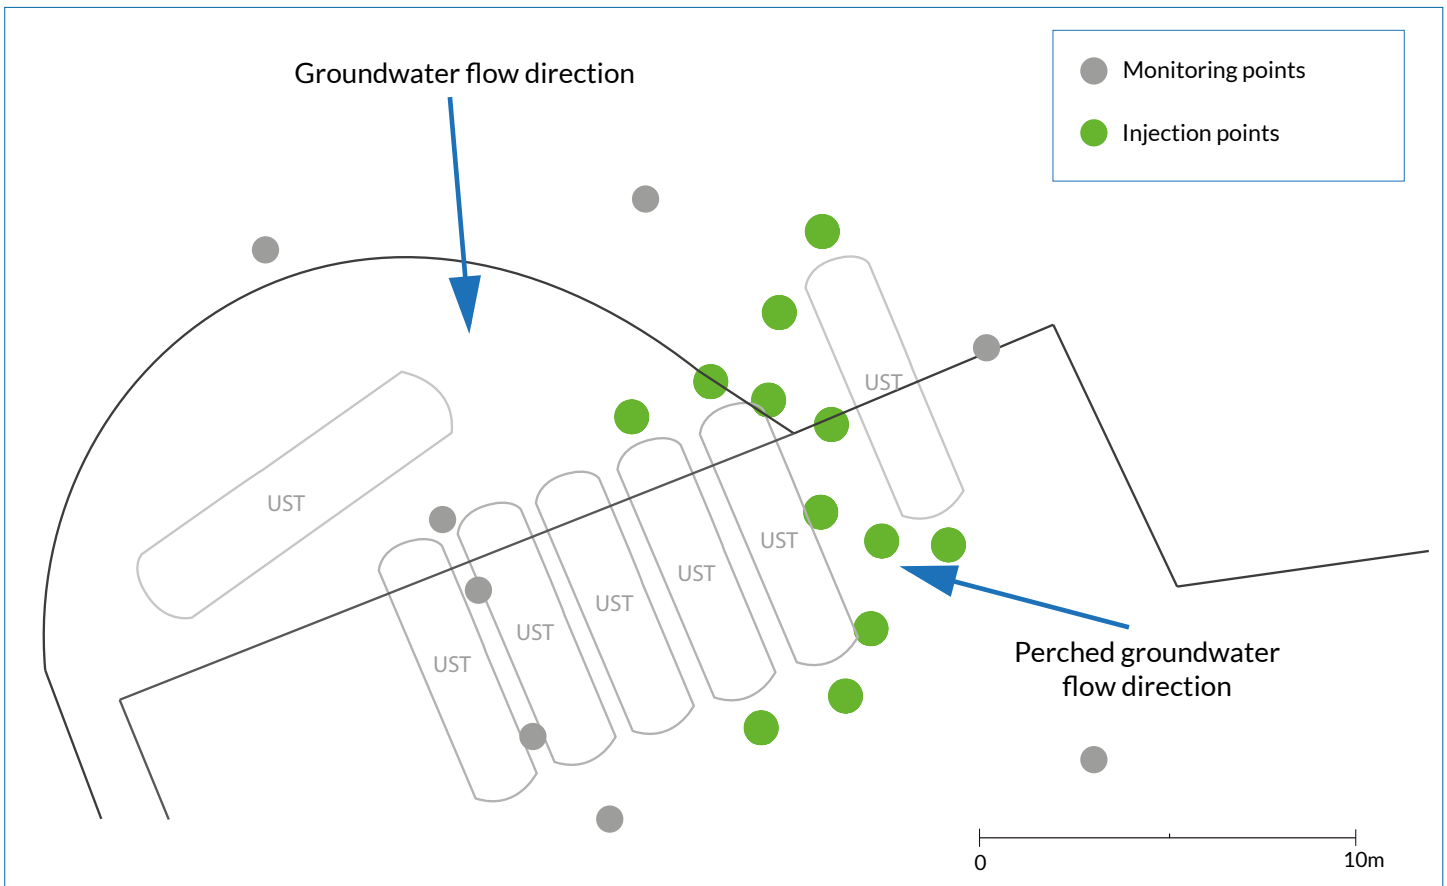 Groundwater flow direction
Monitoring points
Injection points
UST
UST
UST
UST
UST
UST
UST
Perched groundwater
flow direction
0
10m